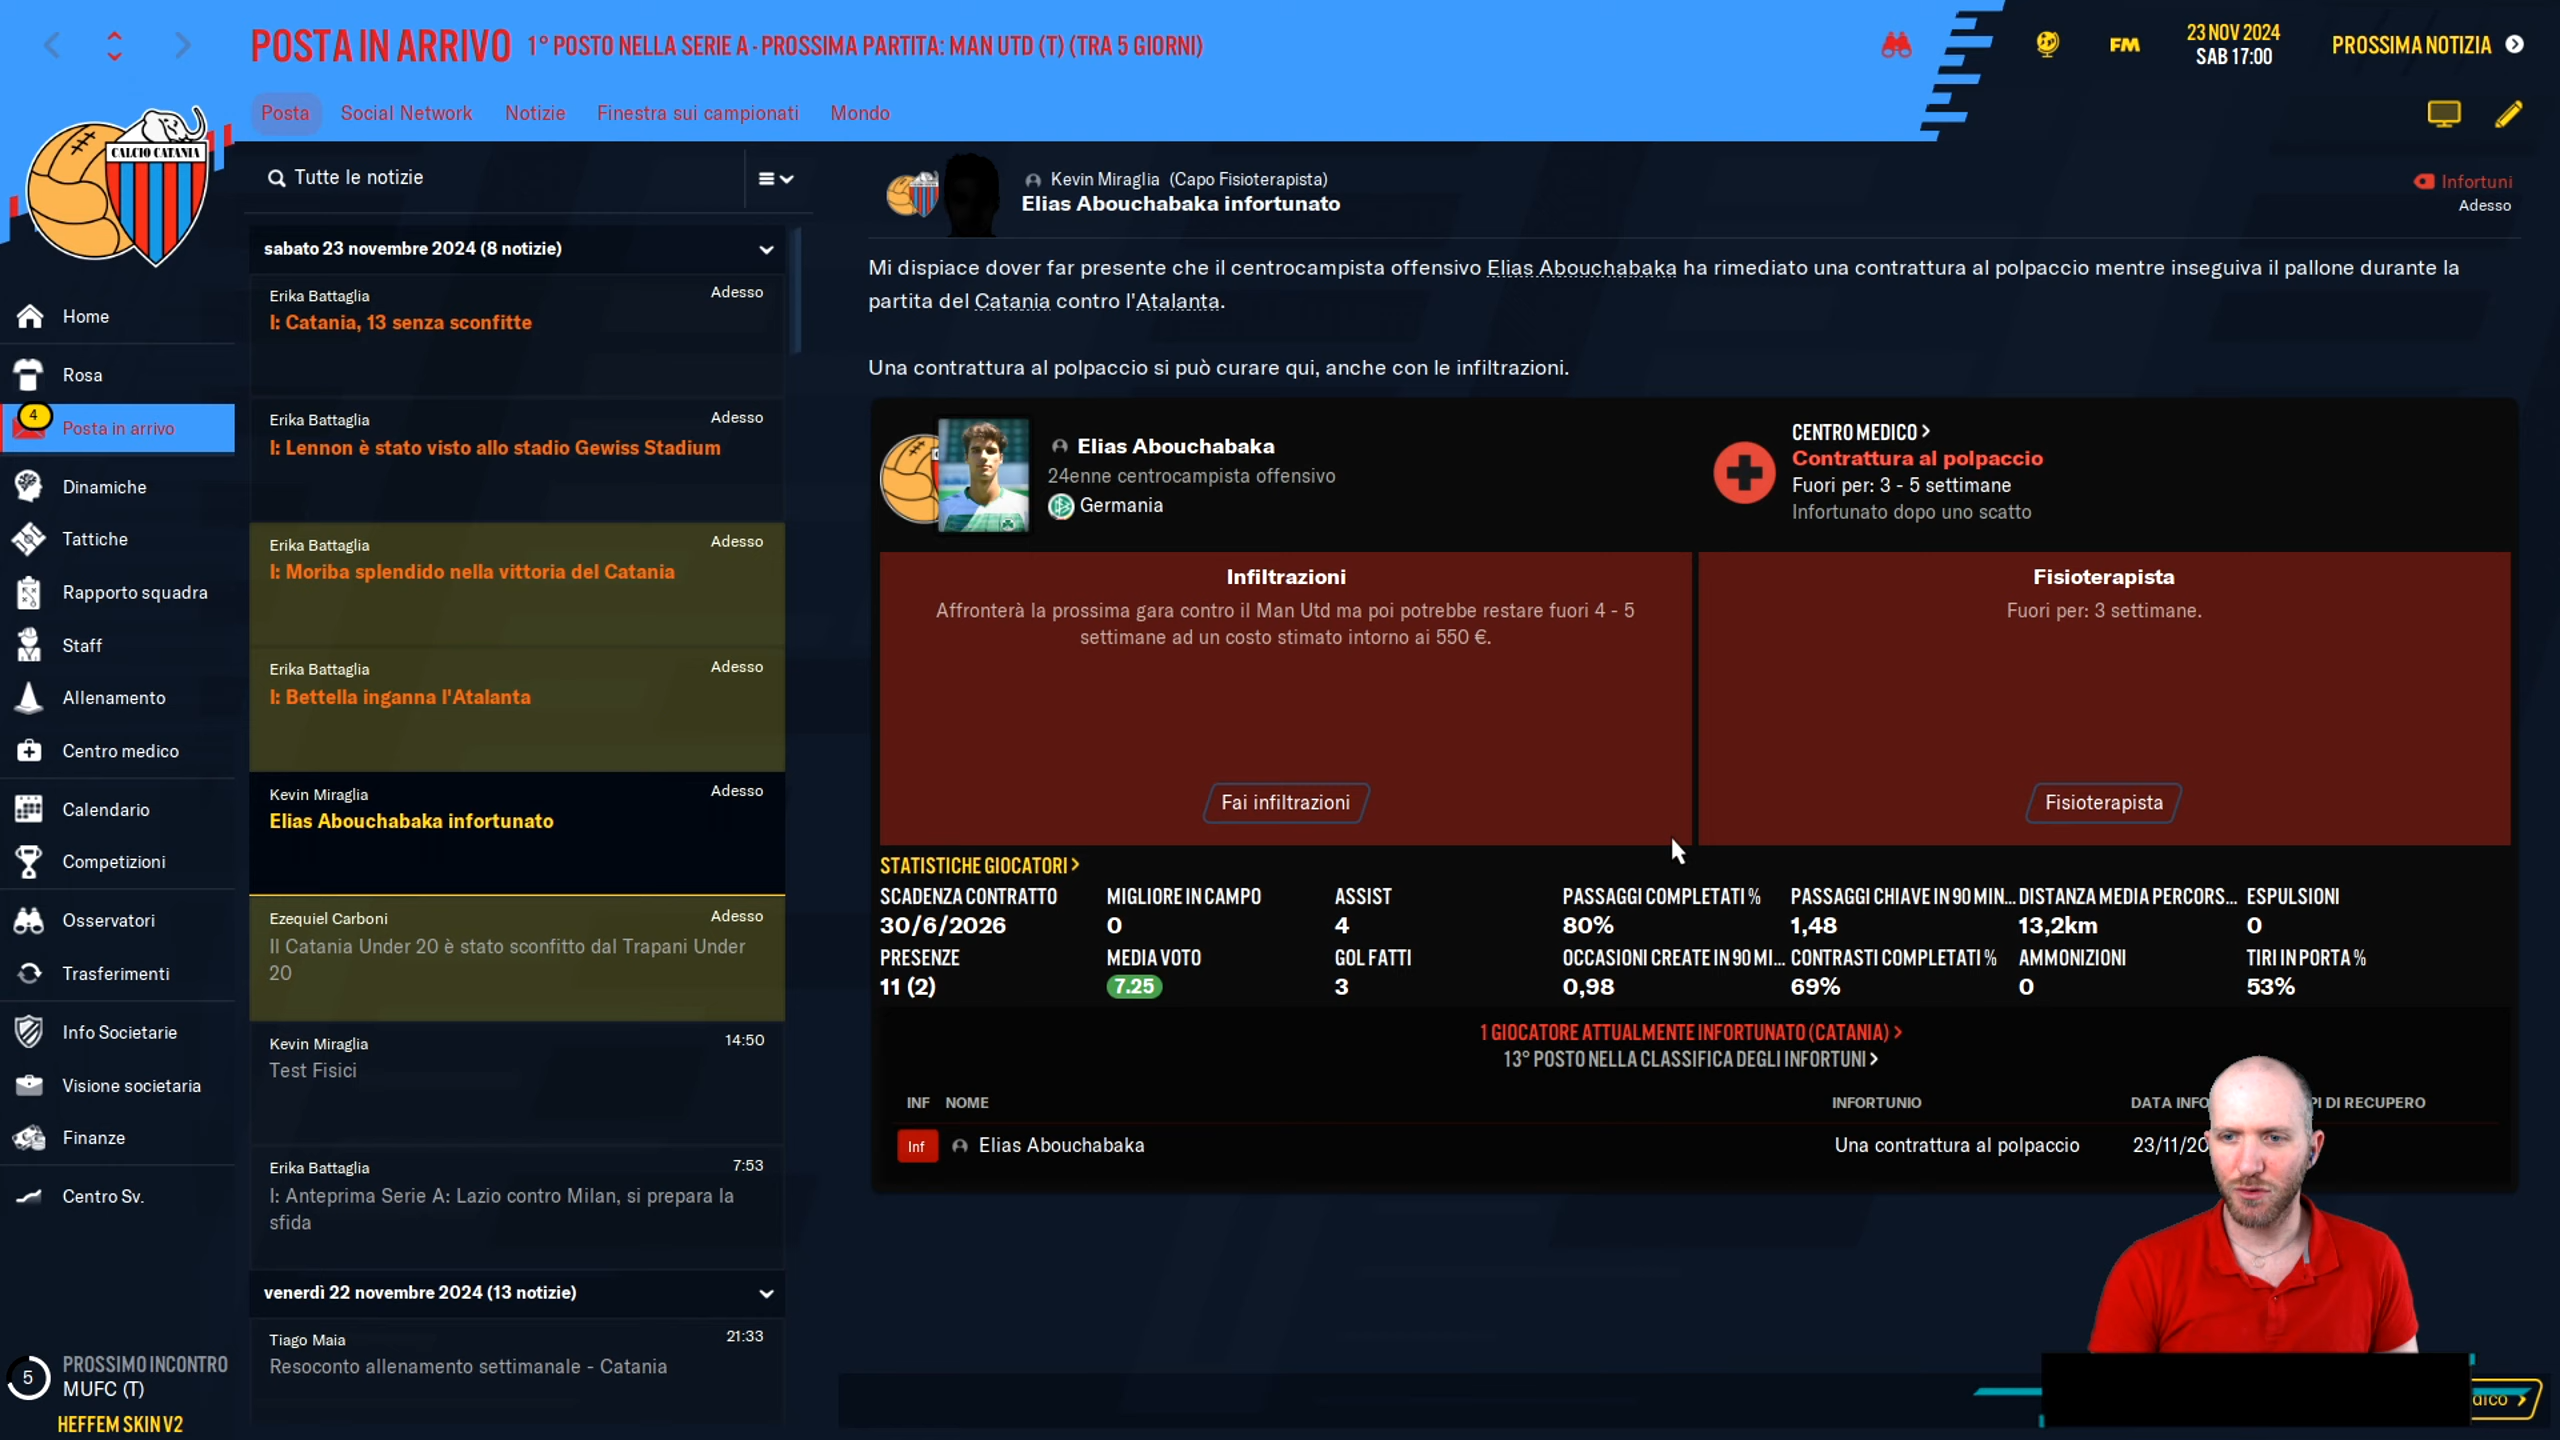 POSTA IN ARRIVO
1° POSTO NELLA SERIE A - PROSSIMA PARTITA: MAN UTD (T) (TRA 5 GIORNI)
FM
23 NOV 2024
SAB 17:00
PROSSIMA NOTIZIA
Posta
Social Network
Notizie
Finestra sui campionati
Mondo
CALCIO CATANIA
Home
Rosa
4
Posta in arrivo
Dinamiche
Tattiche
Rapporto squadra
Staff
Allenamento
Centro medico
Calendario
Competizioni
Osservatori
Trasferimenti
Info Societarie
Visione societaria
Finanze
Centro Sv.
5
PROSSIMO INCONTRO
MUFC (T)
HEFFEM SKIN V2
Tutte le notizie
sabato 23 novembre 2024 (8 notizie)
Erika Battaglia
Adesso
I: Catania, 13 senza sconfitte
Erika Battaglia
Adesso
I: Lennon è stato visto allo stadio Gewiss Stadium
Erika Battaglia
Adesso
I: Moriba splendido nella vittoria del Catania
Erika Battaglia
Adesso
I: Bettella inganna l'Atalanta
Kevin Miraglia
Adesso
Elias Abouchabaka infortunato
Ezequiel Carboni
Adesso
Il Catania Under 20 è stato sconfitto dal Trapani Under
20
Kevin Miraglia
14:50
Test Fisici
Erika Battaglia
7:53
I: Anteprima Serie A: Lazio contro Milan, si prepara la
sfida
venerdì 22 novembre 2024 (13 notizie)
Tiago Maia
21:33
Resoconto allenamento settimanale - Catania
Kevin Miraglia (Capo Fisioterapista)
Elias Abouchabaka infortunato
Infortuni
Adesso
Mi dispiace dover far presente che il centrocampista offensivo Elias Abouchabaka ha rimediato una contrattura al polpaccio mentre inseguiva il pallone durante la
partita del Catania contro l'Atalanta.
Una contrattura al polpaccio si può curare qui, anche con le infiltrazioni.
Elias Abouchabaka
24enne centrocampista offensivo
Germania
CENTRO MEDICO
Contrattura al polpaccio
Fuori per: 3 - 5 settimane
Infortunato dopo uno scatto
Infiltrazioni
Affronterà la prossima gara contro il Man Utd ma poi potrebbe restare fuori 4 - 5
settimane ad un costo stimato intorno ai 550 €.
Fai infiltrazioni
Fisioterapista
Fuori per: 3 settimane.
Fisioterapista
STATISTICHE GIOCATORI
SCADENZA CONTRATTO
MIGLIORE IN CAMPO
ASSIST
PASSAGGI COMPLETATI %
PASSAGGI CHIAVE IN 90 MIN...
DISTANZA MEDIA PERCORS...
ESPULSIONI
30/6/2026
0
4
80%
1,48
13,2km
0
PRESENZE
MEDIA VOTO
GOL FATTI
OCCASIONI CREATE IN 90 MI...
CONTRASTI COMPLETATI %
AMMONIZIONI
TIRI IN PORTA %
11 (2)
7.25
3
0,98
69%
0
53%
1 GIOCATORE ATTUALMENTE INFORTUNATO (CATANIA)
13° POSTO NELLA CLASSIFICA DEGLI INFORTUNI
INF
NOME
INFORTUNIO
DATA INFO
PI DI RECUPERO
Inf
Elias Abouchabaka
Una contrattura al polpaccio
23/11/20
dico